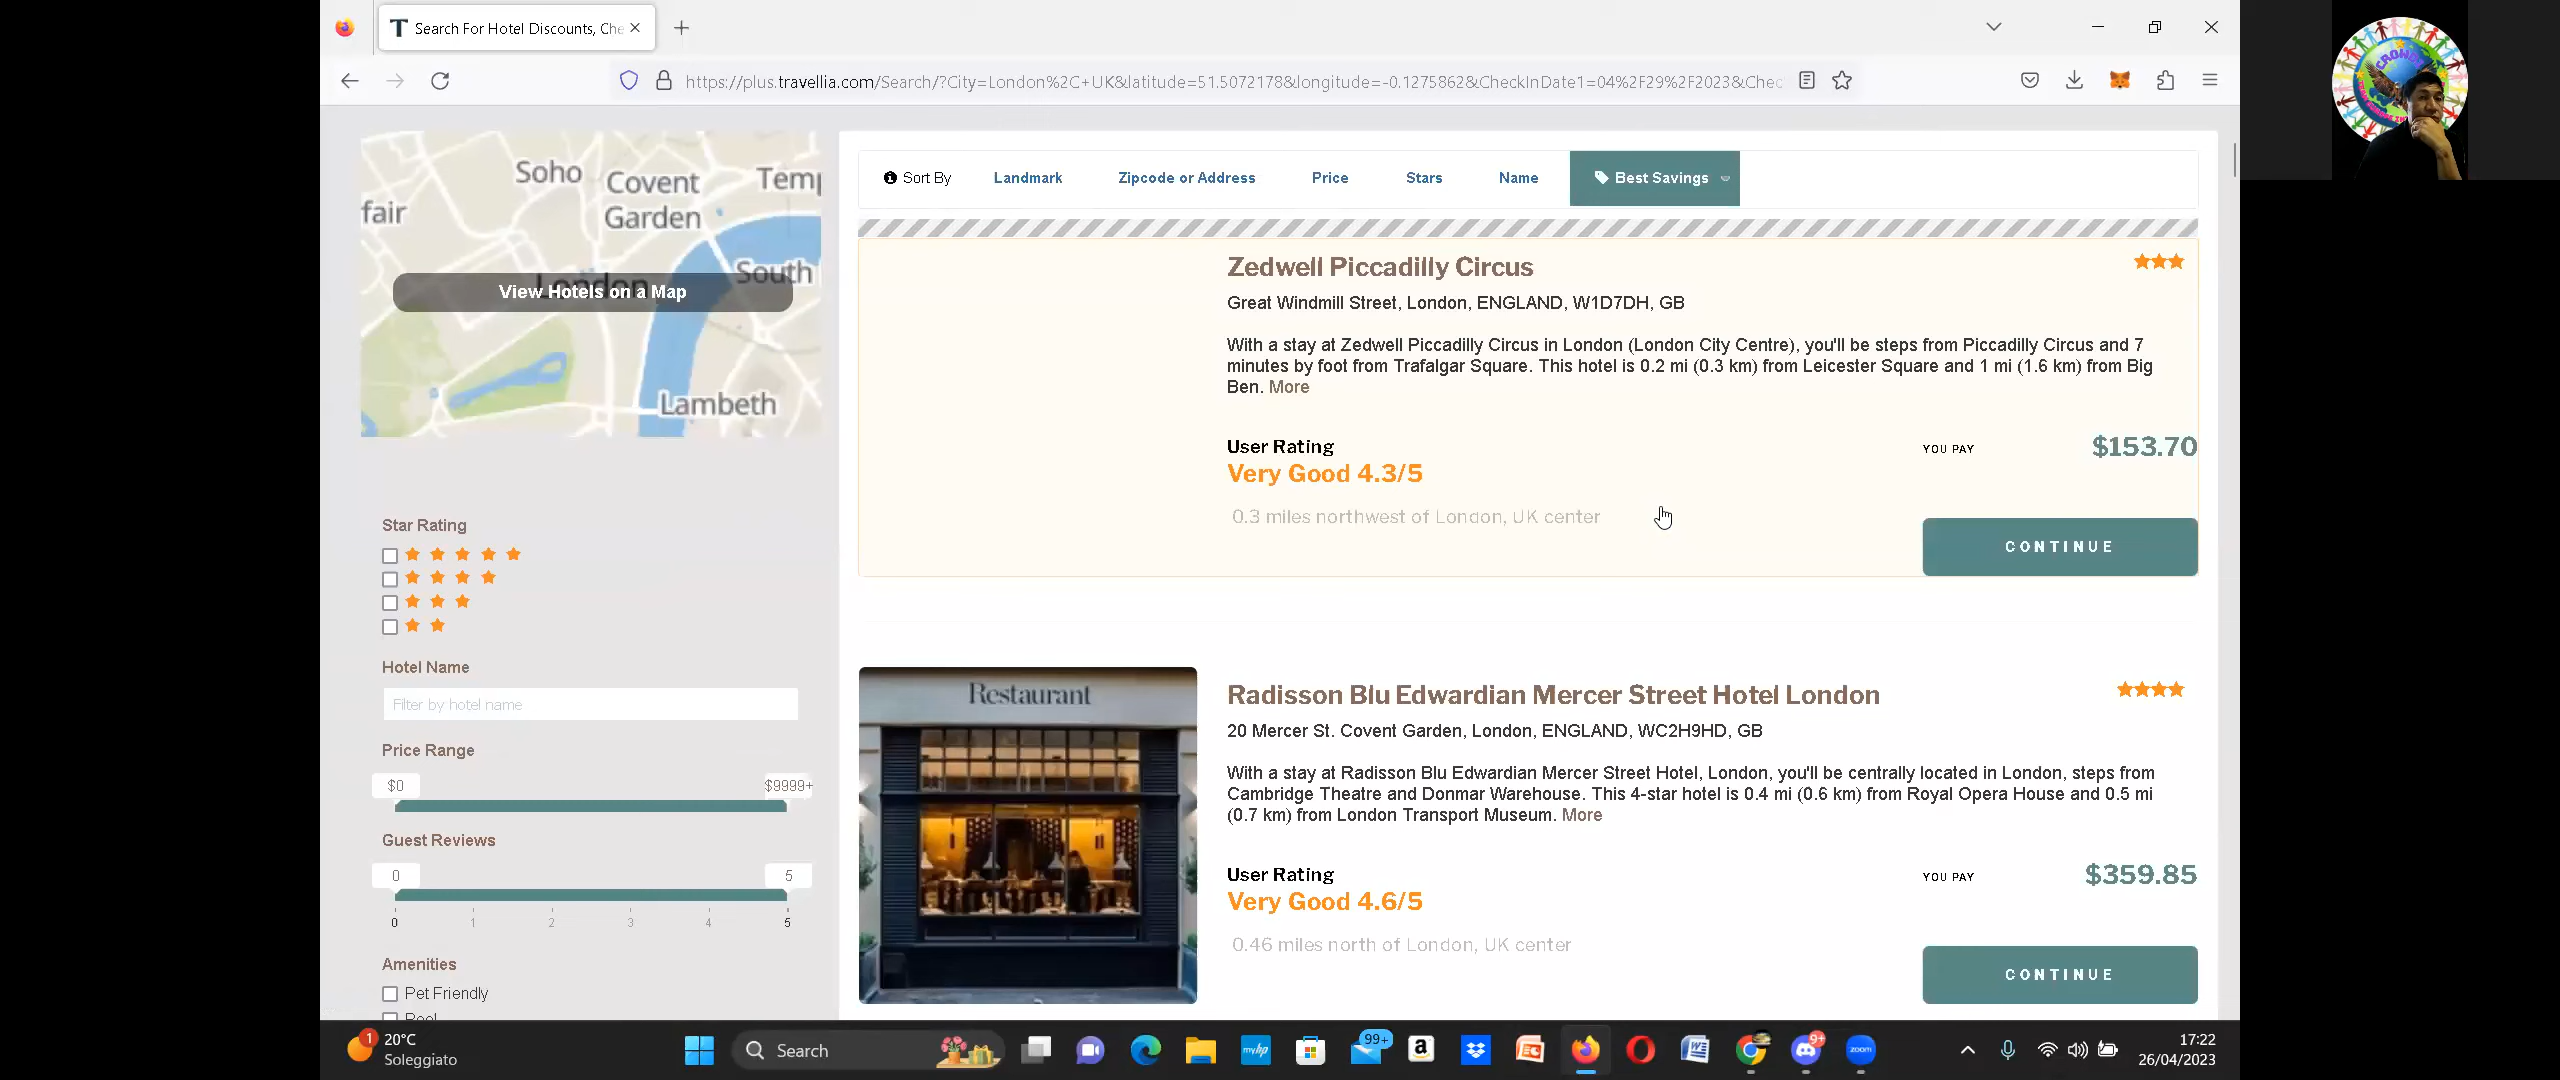 Search For Hotel Discounts, Che
https://plus.travellia.com/Search/?City=London%2C+UK&latitude=51.5072178&longitude=-0.1275862&CheckInDate1=04%2F29%2F2023&Chec
Soho
Covent Garden
Temp
fair
London
South
Lambeth
View Hotels on a Map
Star Rating
Hotel Name
Filter by hotel name
Price Range
$0 $9999+
Guest Reviews
0 5
0 1 2 3 4 5
Amenities
Pet Friendly
Pool
Sort By Landmark Zipcode or Address Price Stars Name Best Savings
Zedwell Piccadilly Circus
Great Windmill Street, London, ENGLAND, W1D7DH, GB
With a stay at Zedwell Piccadilly Circus in London (London City Centre), you'll be steps from Piccadilly Circus and 7
minutes by foot from Trafalgar Square. This hotel is 0.2 mi (0.3 km) from Leicester Square and 1 mi (1.6 km) from Big
Ben. More
User Rating
Very Good 4.3/5
YOU PAY $153.70
0.3 miles northwest of London, UK center
CONTINUE
Restaurant
Radisson Blu Edwardian Mercer Street Hotel London
20 Mercer St. Covent Garden, London, ENGLAND, WC2H9HD, GB
With a stay at Radisson Blu Edwardian Mercer Street Hotel, London, you'll be centrally located in London, steps from
Cambridge Theatre and Donmar Warehouse. This 4-star hotel is 0.4 mi (0.6 km) from Royal Opera House and 0.5 mi
(0.7 km) from London Transport Museum. More
User Rating
Very Good 4.6/5
YOU PAY $359.85
0.46 miles north of London, UK center
CONTINUE
1
20°C
Soleggiato
Search
myhp
99+
9+
zoom
17:22
26/04/2023